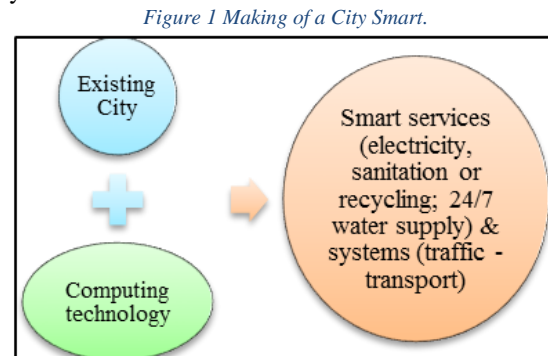 Figure 1 Making of a City Smart.
Existing
City
Computing
technology
Smart services
(electricity,
sanitation or
recycling; 24/7
water supply) &
systems (traffic -
transport)